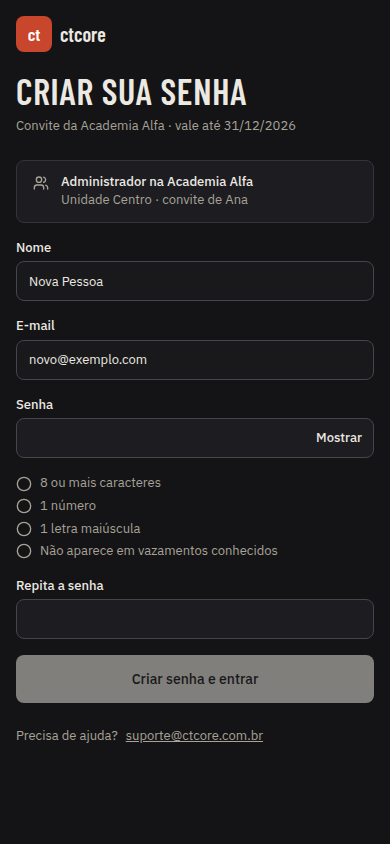 ct ctcore
CRIAR SUA SENHA
Convite da Academia Alfa · vale até 31/12/2026
Administrador na Academia Alfa
Unidade Centro · convite de Ana
Nome
Nova Pessoa
E-mail
novo@exemplo.com
Senha
Mostrar
8 ou mais caracteres
1 número
1 letra maiúscula
Não aparece em vazamentos conhecidos
Repita a senha
Criar senha e entrar
Precisa de ajuda? suporte@ctcore.com.br